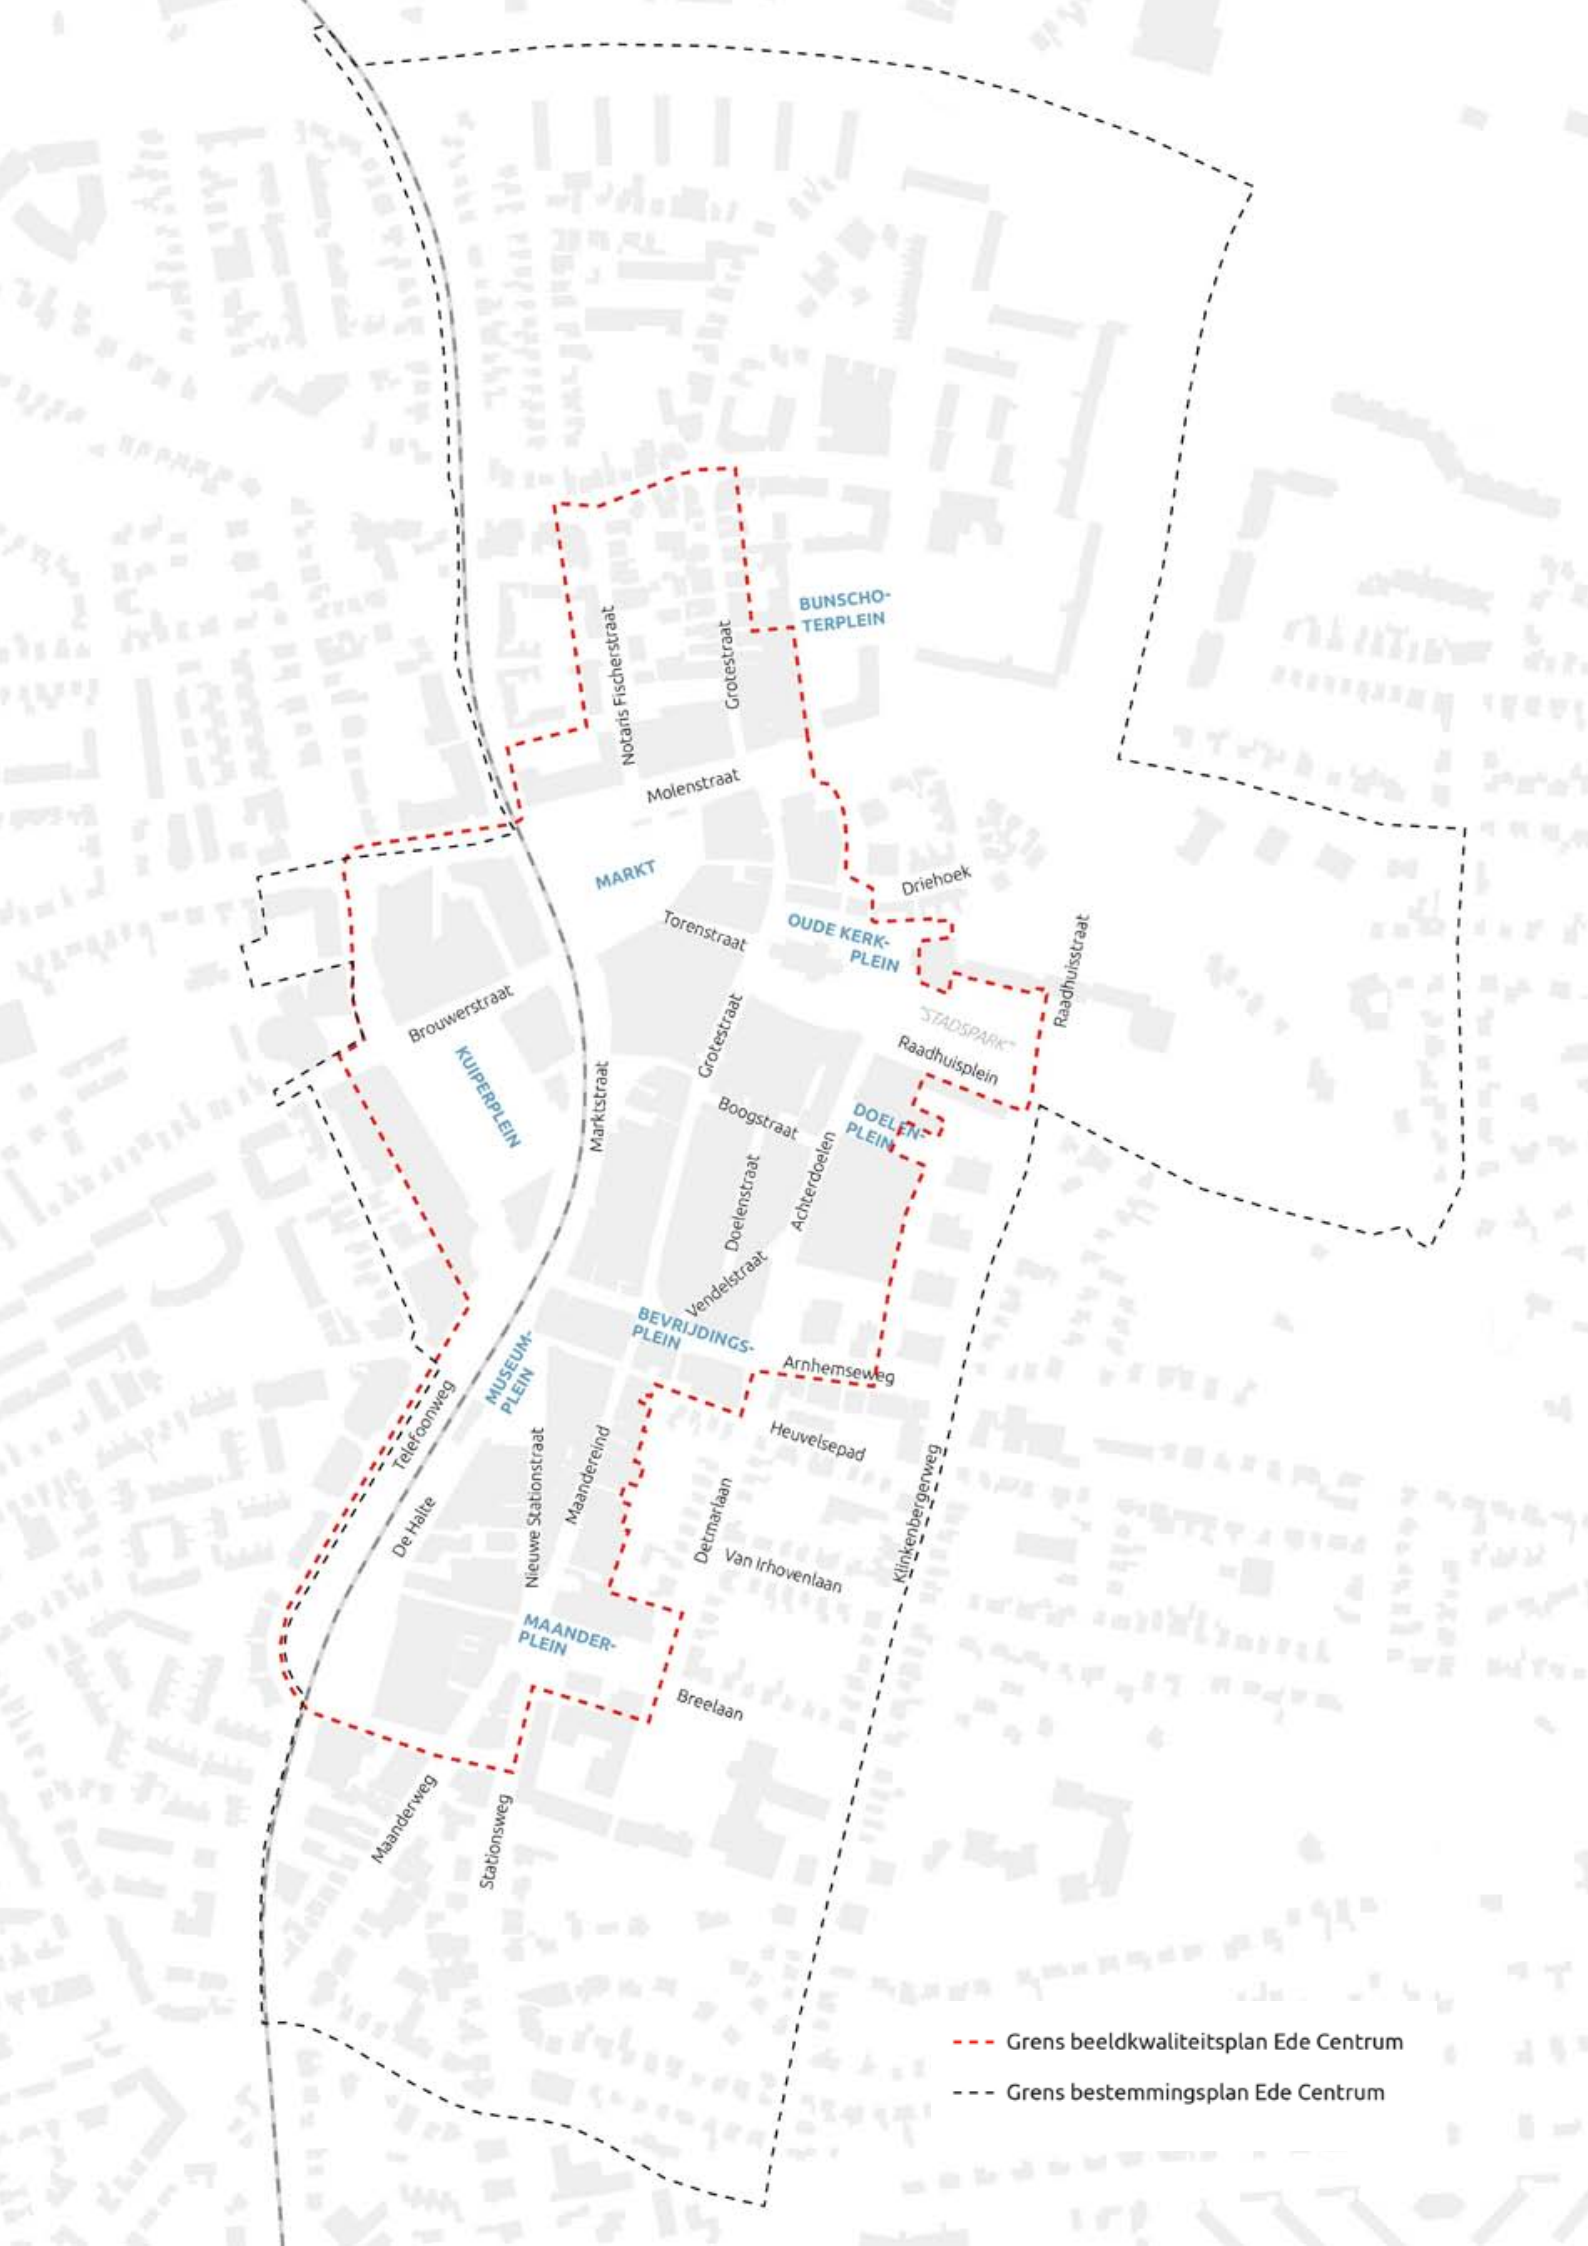 BUNSCHO-
TERPLEIN
Notaris Fischerstraat
Grotestraat
Molenstraat
MARKT
Driehoek
Torenstraat
OUDE KERK-
PLEIN
Raadhuisstraat
"STADSPARK"
Brouwerstraat
Grotestraat
Raadhuisplein
KUIPERPLEIN
Marktstraat
Boogstraat
DOELEN-
PLEIN
Doelenstraat
Achterdoelen
Vendelstraat
BEVRIJDINGS-
PLEIN
MUSEUM-
PLEIN
Arnhemseweg
Telefoonweg
Heuvelsepad
Nieuwe Stationstraat
Maandereind
Klinkenbergerweg
De Halte
Detmarlaan
Van Irhovenlaan
MAANDER-
PLEIN
Breelaan
Maanderweg
Stationsweg
Grens beeldkwaliteitsplan Ede Centrum
Grens bestemmingsplan Ede Centrum